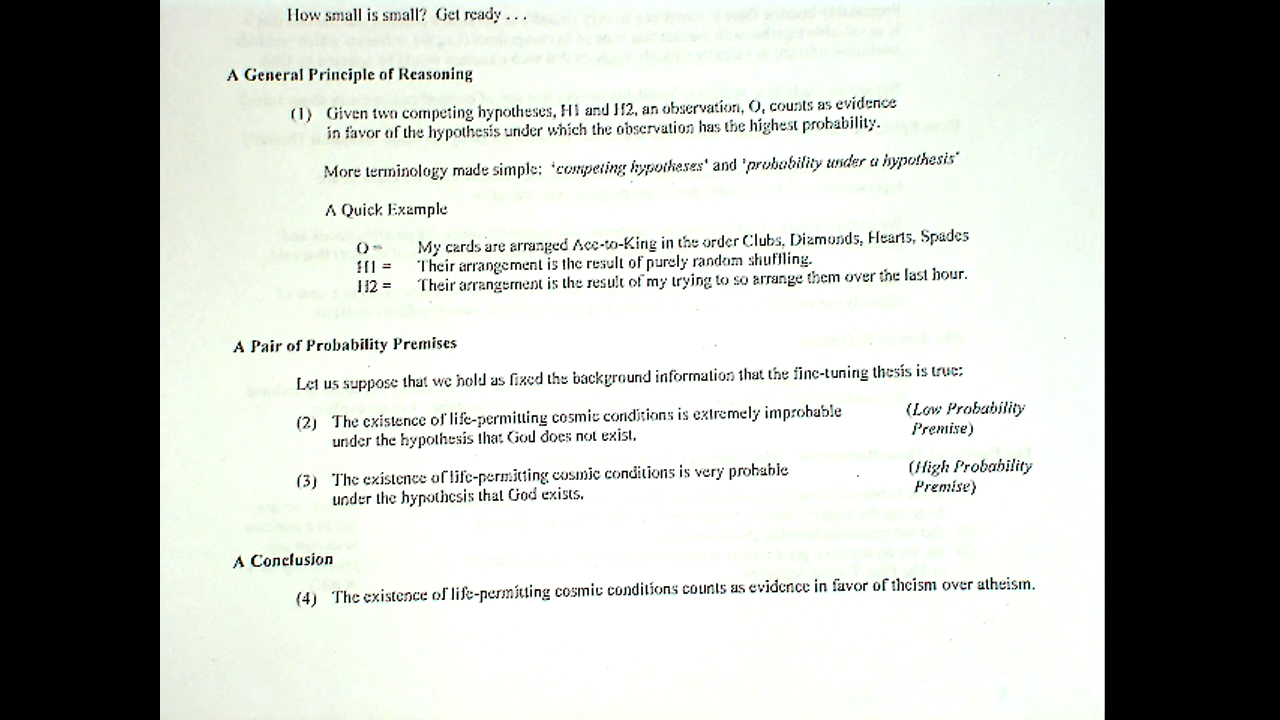 How small is small? Get ready . . .
A General Principle of Reasoning
(1) Given two competing hypotheses, H1 and H2, an observation, O, counts as evidence
in favor of the hypothesis under which the observation has the highest probability.
More terminology made simple: 'competing hypotheses' and 'probability under a hypothesis'
A Quick Example
O = My cards are arranged Ace-to-King in the order Clubs, Diamonds, Hearts, Spades
H1 = Their arrangement is the result of purely random shuffling.
H2 = Their arrangement is the result of my trying to so arrange them over the last hour.
A Pair of Probability Premises
Let us suppose that we hold as fixed the background information that the fine-tuning thesis is true:
(2) The existence of life-permitting cosmic conditions is extremely improbable (Low Probability
under the hypothesis that God does not exist. Premise)
(3) The existence of life-permitting cosmic conditions is very probable (High Probability
under the hypothesis that God exists. Premise)
A Conclusion
(4) The existence of life-permitting cosmic conditions counts as evidence in favor of theism over atheism.